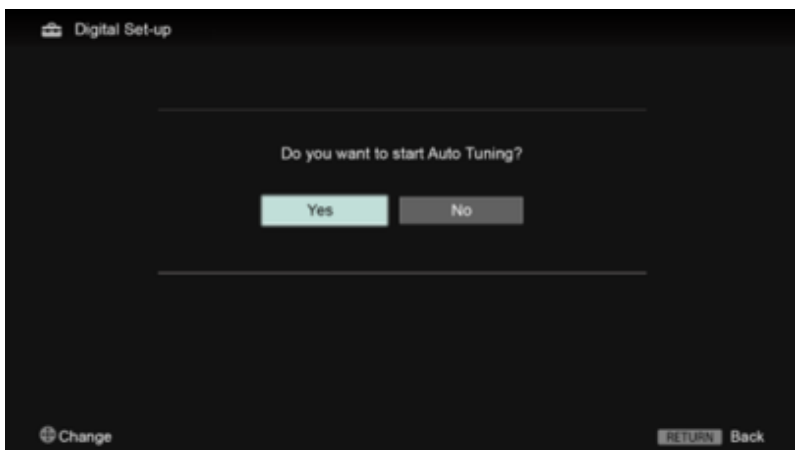 Digital Set-up
Do you want to start Auto Tuning?
Yes No
Change RETURN Back